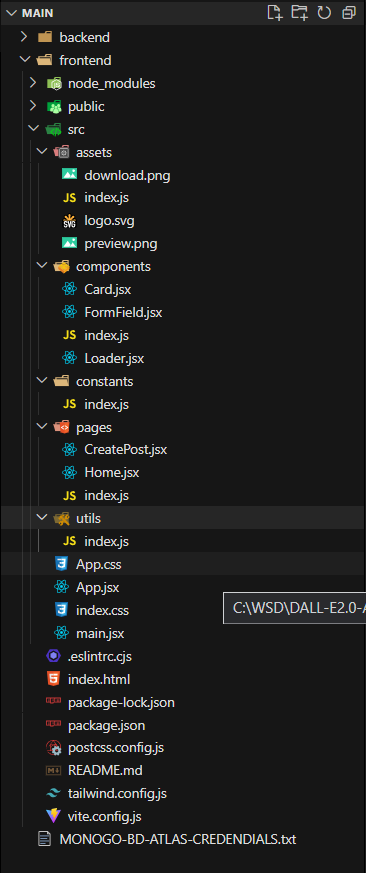 MAIN
backend
frontend
node_modules
public
src
assets
download.png
JS index.js
SVG logo.svg
preview.png
components
Card.jsx
FormField.jsx
JS index.js
Loader.jsx
constants
JS index.js
pages
CreatePost.jsx
Home.jsx
JS index.js
utils
JS index.js
App.css
App.jsx
C:\WSD\DALL-E2.0-A
index.css
main.jsx
.eslintrc.cjs
index.html
package-lock.json
package.json
postcss.config.js
README.md
tailwind.config.js
vite.config.js
MONOGO-BD-ATLAS-CREDENDIALS.txt